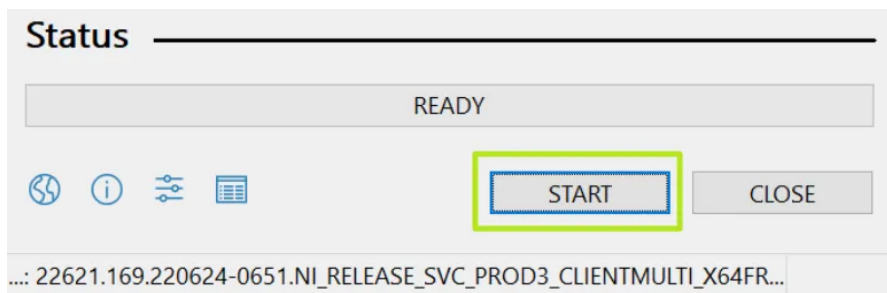 Status
READY
START
CLOSE
...: 22621.169.220624-0651.NI_RELEASE_SVC_PROD3_CLIENTMULTI_X64FR...